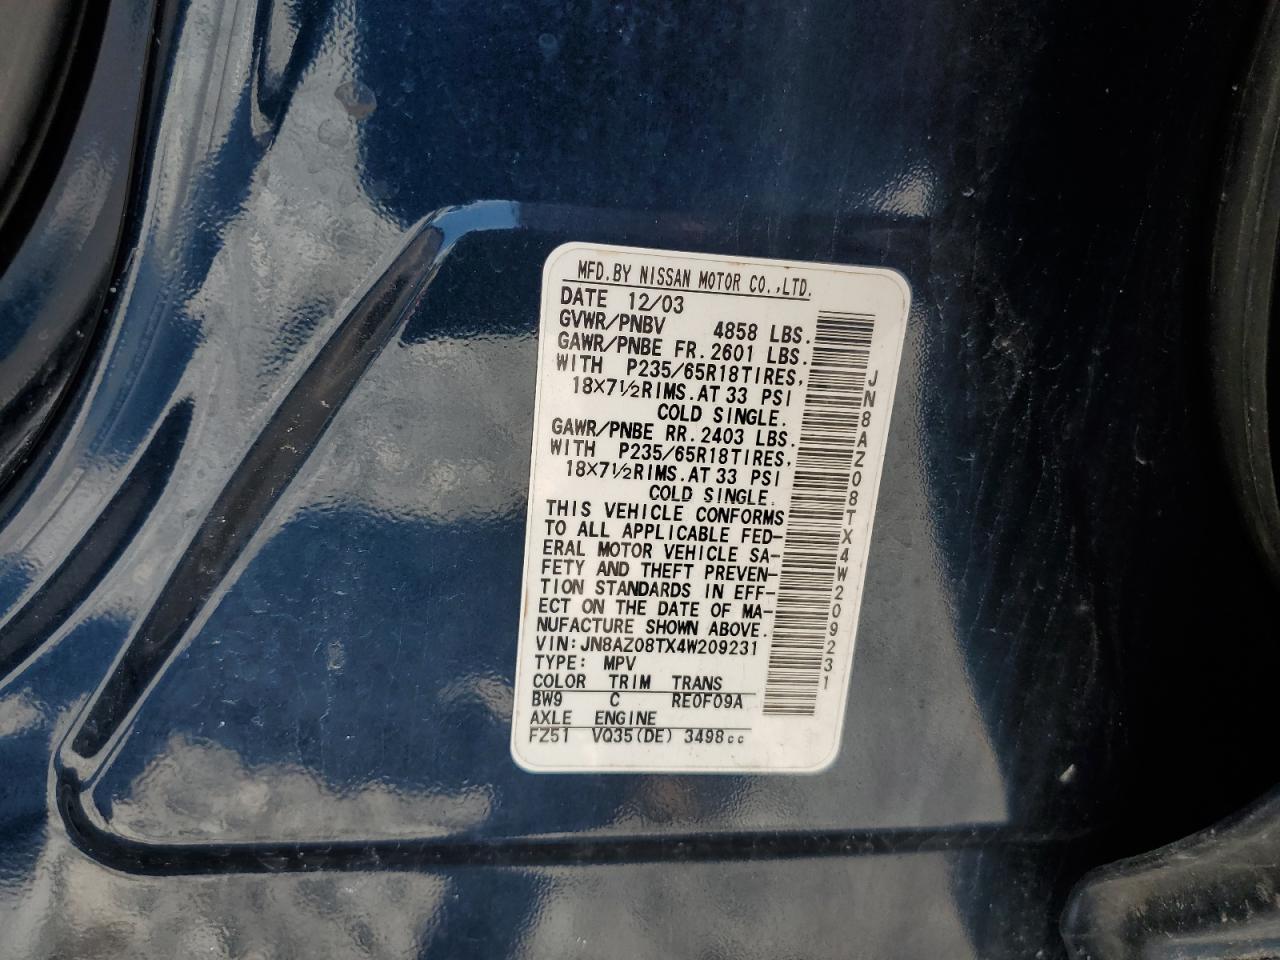 MFD.BY NISSAN MOTOR CO.,LTD.
DATE 12/03
GVWR/PNBV 4858 LBS.
GAWR/PNBE FR.2601 LBS.
WITH P235/65R18TIRES,
18×7½RIMS.AT 33 PSI
COLD SINGLE.
GAWR/PNBE RR.2403 LBS.
WITH P235/65R18TIRES,
18×7½RIMS.AT 33 PSI
COLD SINGLE.
THIS VEHICLE CONFORMS
TO ALL APPLICABLE FED-
ERAL MOTOR VEHICLE SA-
FETY AND THEFT PREVEN-
TION STANDARDS IN EFF-
ECT ON THE DATE OF MA-
NUFACTURE SHOWN ABOVE.
VIN:JN8AZ08TX4W209231
TYPE: MPV
COLOR TRIM TRANS
BW9 C RE0F09A
AXLE ENGINE
FZ51 VQ35(DE) 3498cc
JN8AZ08TX4W209231